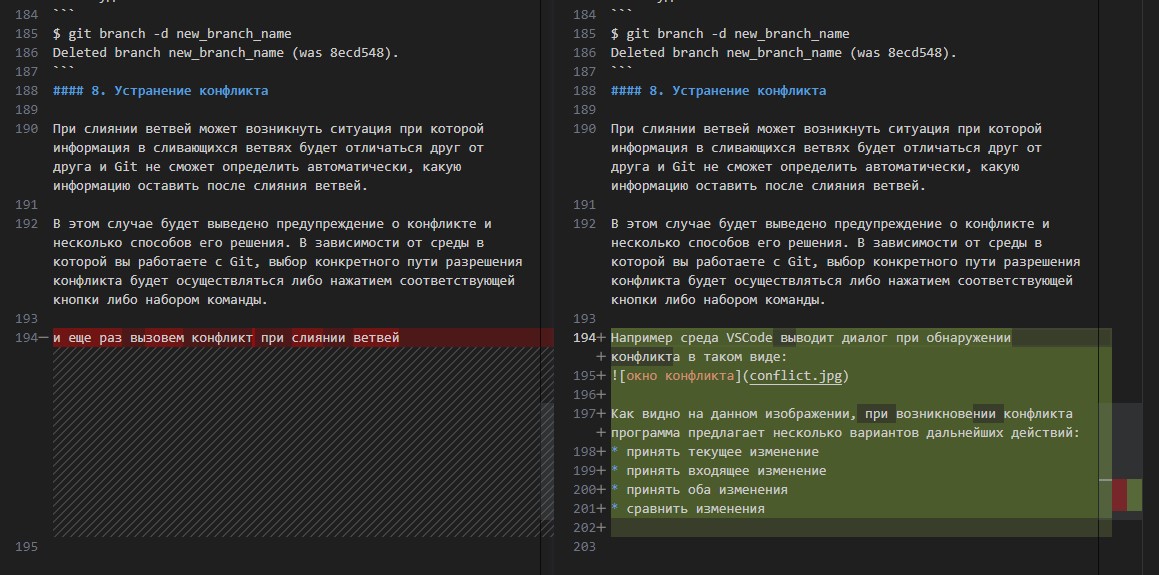 184 ```
185 $ git branch -d new_branch_name
186 Deleted branch new_branch_name (was 8ecd548).
187 ```
188 #### 8. Устранение конфликта
189
190 При слиянии ветвей может возникнуть ситуация при которой
информация в сливающихся ветвях будет отличаться друг от
друга и Git не сможет определить автоматически, какую
информацию оставить после слияния ветвей.
191
192 В этом случае будет выведено предупреждение о конфликте и
несколько способов его решения. В зависимости от среды в
которой вы работаете с Git, выбор конкретного пути разрешения
конфликта будет осуществляться либо нажатием соответствующей
кнопки либо набором команды.
193
194— и еще раз вызовем конфликт при слиянии ветвей
195
184 ```
185 $ git branch -d new_branch_name
186 Deleted branch new_branch_name (was 8ecd548).
187 ```
188 #### 8. Устранение конфликта
189
190 При слиянии ветвей может возникнуть ситуация при которой
информация в сливающихся ветвях будет отличаться друг от
друга и Git не сможет определить автоматически, какую
информацию оставить после слияния ветвей.
191
192 В этом случае будет выведено предупреждение о конфликте и
несколько способов его решения. В зависимости от среды в
которой вы работаете с Git, выбор конкретного пути разрешения
конфликта будет осуществляться либо нажатием соответствующей
кнопки либо набором команды.
193
194+ Например среда VSCode выводит диалог при обнаружении
+ конфликта в таком виде:
195+ ![окно конфликта](conflict.jpg)
196+
197+ Как видно на данном изображении, при возникновении конфликта
+ программа предлагает несколько вариантов дальнейших действий:
198+ * принять текущее изменение
199+ * принять входящее изменение
200+ * принять оба изменения
201+ * сравнить изменения
202+
203